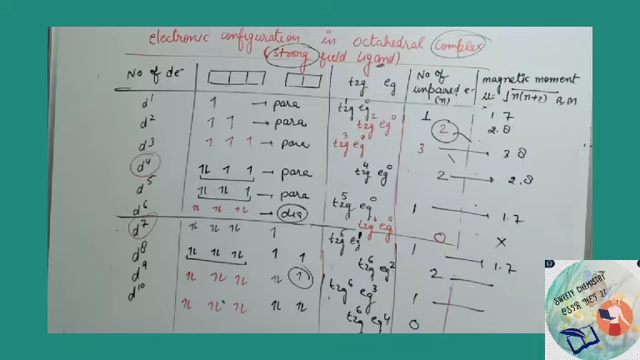 electronic configuration in octahedral complex
(strong field ligand)
No of de⁻ t2g eg No of unpaired e⁻ (n) magnetic moment μ = √n(n+2) B.M
d¹ 1 → para t2g¹ eg⁰ 1 1.7
d² 1 1 → para t2g² eg⁰ 2 2.8
d³ 1 1 1 → para t2g³ eg⁰ 3 → 3.8
d⁴ 1L 1 1 → para t2g⁴ eg⁰ 2 → 2.8
d⁵ 1L 1L 1 → para t2g⁵ eg⁰ 1 → 1.7
d⁶ 1L 1L 1L → dia t2g⁶ eg⁰ 0 x
d⁷ 1L 1L 1L 1 t2g⁶ eg¹ 1 → 1.7
d⁸ 1L 1L 1L 1 1 t2g⁶ eg² 2
d⁹ 1L 1L 1L 1L 1 t2g⁶ eg³ 1
d¹⁰ 1L 1L 1L 1L 1L t2g⁶ eg⁴ 0
SWEETY CHEMISTRY
CSIR NET JRF